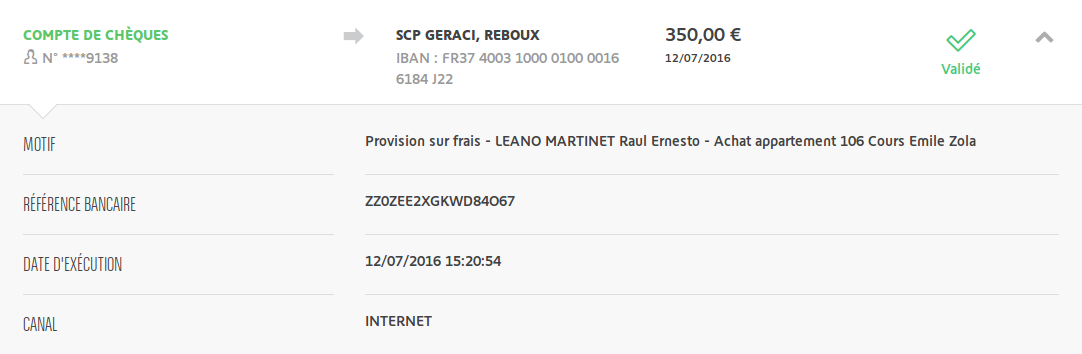 COMPTE DE CHÈQUES
N° ****9138
SCP GERACI, REBOUX
IBAN : FR37 4003 1000 0100 0016
6184 J22
350,00 €
12/07/2016
Validé
MOTIF
Provision sur frais - LEANO MARTINET Raul Ernesto - Achat appartement 106 Cours Emile Zola
RÉFÉRENCE BANCAIRE
ZZ0ZEE2XGKWD84O67
DATE D'EXÉCUTION
12/07/2016 15:20:54
CANAL
INTERNET